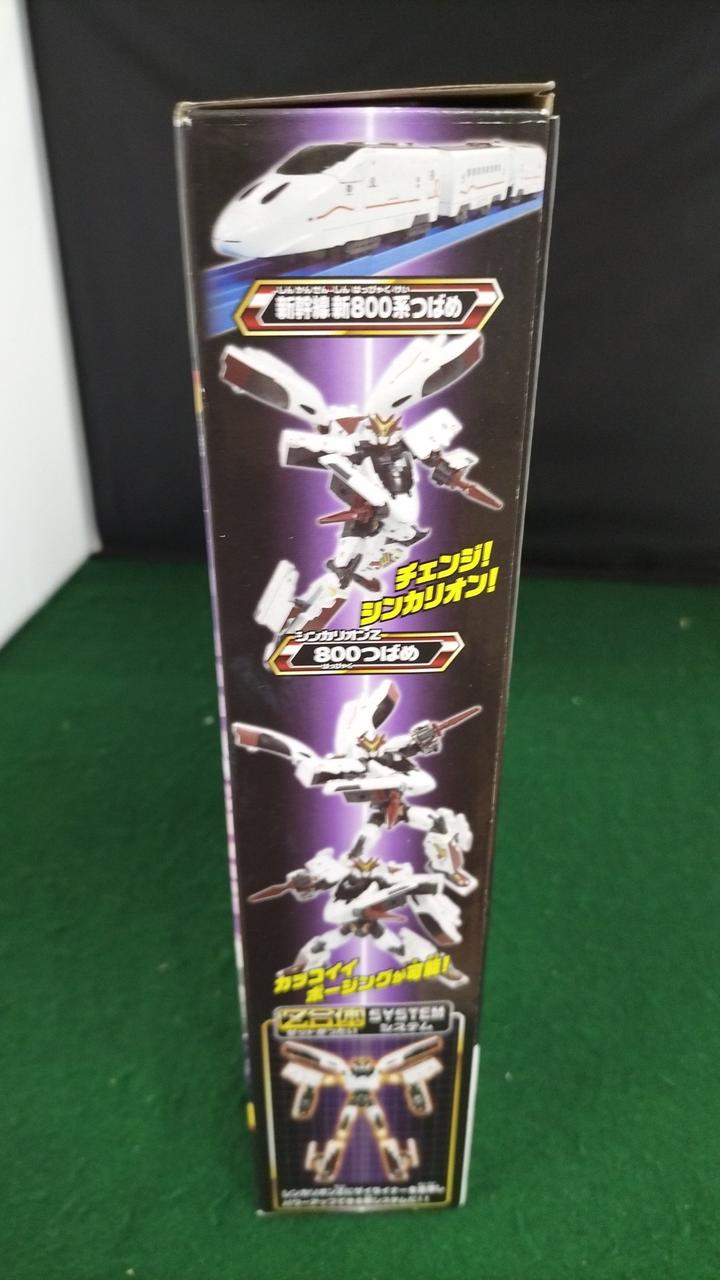 しんかんせん しん はっぴゃくけい
新幹線 新800系つばめ
チェンジ!
シンカリオン!
シンカリオンZ
800つばめ
はっぴゃく
カッコイイ
ポージングが可能!
Z合体 SYSTEM
システム